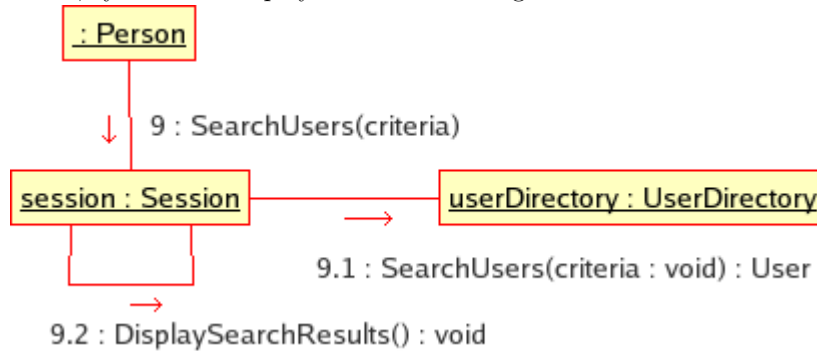 : Person
9 : SearchUsers(criteria)
session : Session
userDirectory : UserDirectory
9.1 : SearchUsers(criteria : void) : User
9.2 : DisplaySearchResults() : void